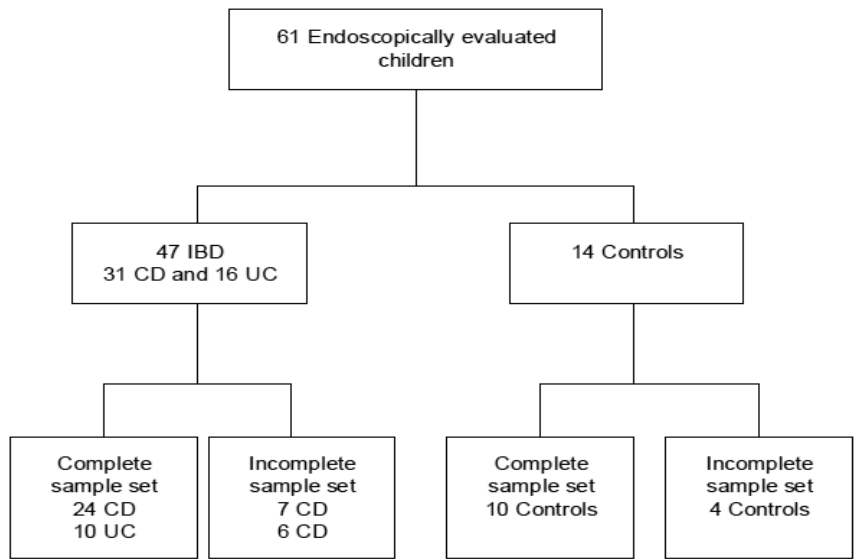 61 Endoscopically evaluated
children
47 IBD
31 CD and 16 UC
14 Controls
Complete
sample set
24 CD
10 UC
Incomplete
sample set
7 CD
6 CD
Complete
sample set
10 Controls
Incomplete
sample set
4 Controls